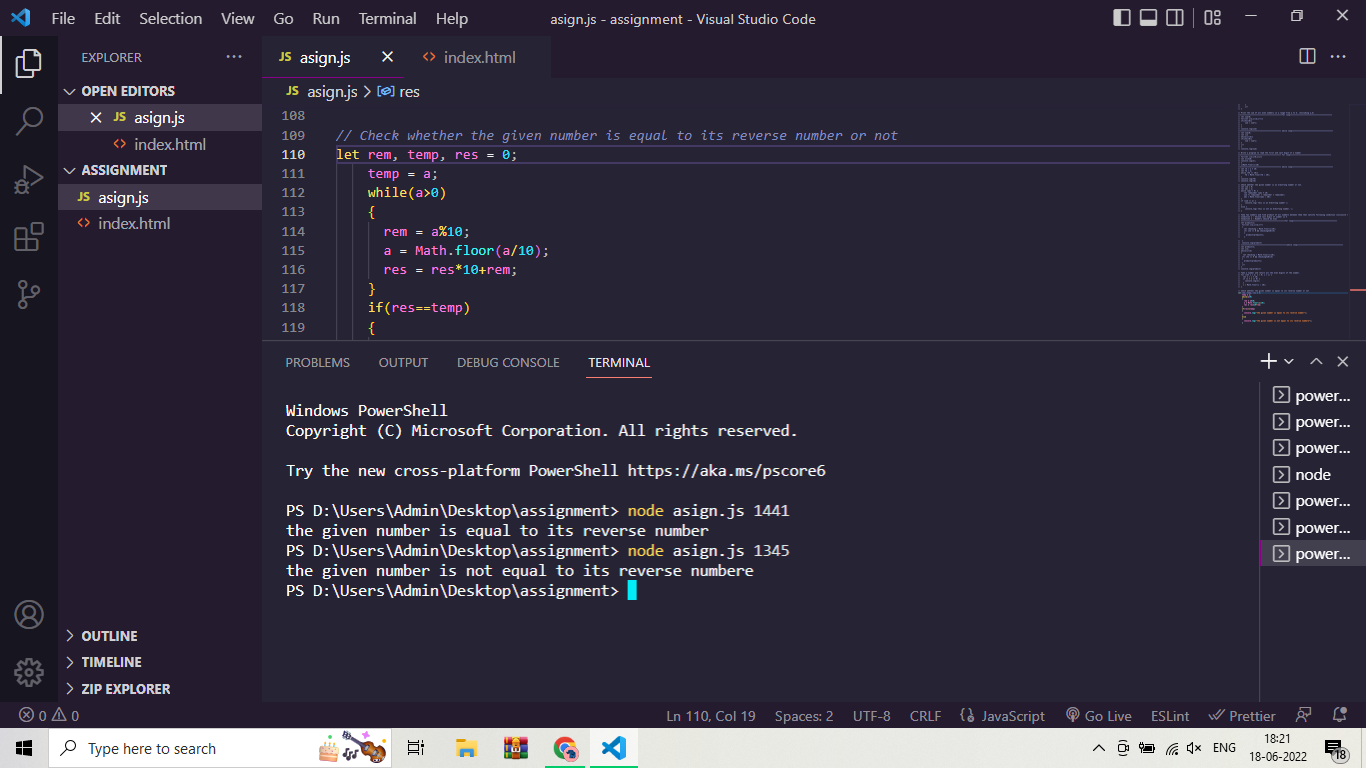 File Edit Selection View Go Run Terminal Help
asign.js - assignment - Visual Studio Code
EXPLORER
OPEN EDITORS
JS asign.js
<> index.html
ASSIGNMENT
JS asign.js
<> index.html
OUTLINE
TIMELINE
ZIP EXPLORER
JS asign.js
<> index.html
JS asign.js > res
108
109 // Check whether the given number is equal to its reverse number or not
110 let rem, temp, res = 0;
111 temp = a;
112 while(a>0)
113 {
114 rem = a%10;
115 a = Math.floor(a/10);
116 res = res*10+rem;
117 }
118 if(res==temp)
119 {
PROBLEMS OUTPUT DEBUG CONSOLE TERMINAL
Windows PowerShell
Copyright (C) Microsoft Corporation. All rights reserved.
Try the new cross-platform PowerShell https://aka.ms/pscore6
PS D:\Users\Admin\Desktop\assignment> node asign.js 1441
the given number is equal to its reverse number
PS D:\Users\Admin\Desktop\assignment> node asign.js 1345
the given number is not equal to its reverse numbere
PS D:\Users\Admin\Desktop\assignment>
power...
power...
power...
node
power...
power...
power...
0 0
Ln 110, Col 19 Spaces: 2 UTF-8 CRLF {} JavaScript Go Live ESLint Prettier
Type here to search
ENG
18:21
18-06-2022
18